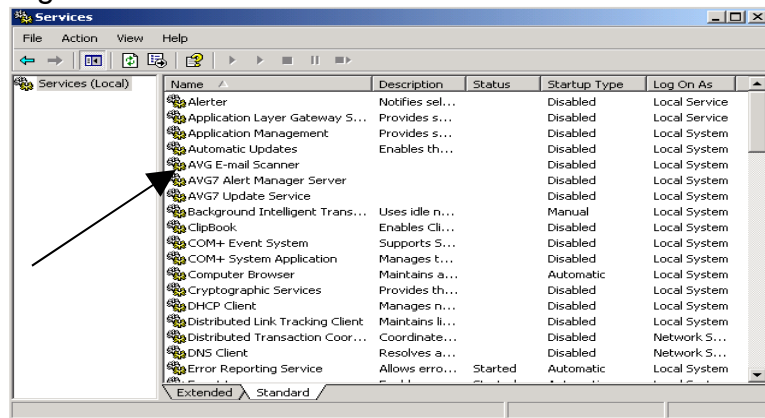 Services
File Action View Help
Services (Local)
Name Description Status Startup Type Log On As
Alerter Notifies sel... Disabled Local Service
Application Layer Gateway S... Provides s... Disabled Local Service
Application Management Provides s... Disabled Local System
Automatic Updates Enables th... Disabled Local System
AVG E-mail Scanner Disabled Local System
AVG7 Alert Manager Server Disabled Local System
AVG7 Update Service Disabled Local System
Background Intelligent Trans... Uses idle n... Manual Local System
ClipBook Enables Cli... Disabled Local System
COM+ Event System Supports S... Disabled Local System
COM+ System Application Manages t... Disabled Local System
Computer Browser Maintains a... Automatic Local System
Cryptographic Services Provides th... Disabled Local System
DHCP Client Manages n... Disabled Local System
Distributed Link Tracking Client Maintains li... Disabled Local System
Distributed Transaction Coor... Coordinate... Disabled Network S...
DNS Client Resolves a... Disabled Network S...
Error Reporting Service Allows erro... Started Automatic Local System
Extended Standard